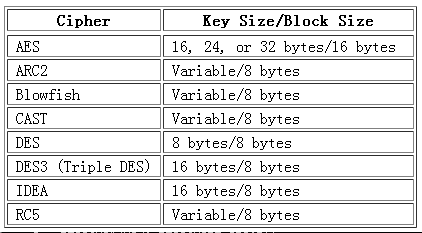 Cipher Key Size/Block Size
AES 16, 24, or 32 bytes/16 bytes
ARC2 Variable/8 bytes
Blowfish Variable/8 bytes
CAST Variable/8 bytes
DES 8 bytes/8 bytes
DES3 (Triple DES) 16 bytes/8 bytes
IDEA 16 bytes/8 bytes
RC5 Variable/8 bytes